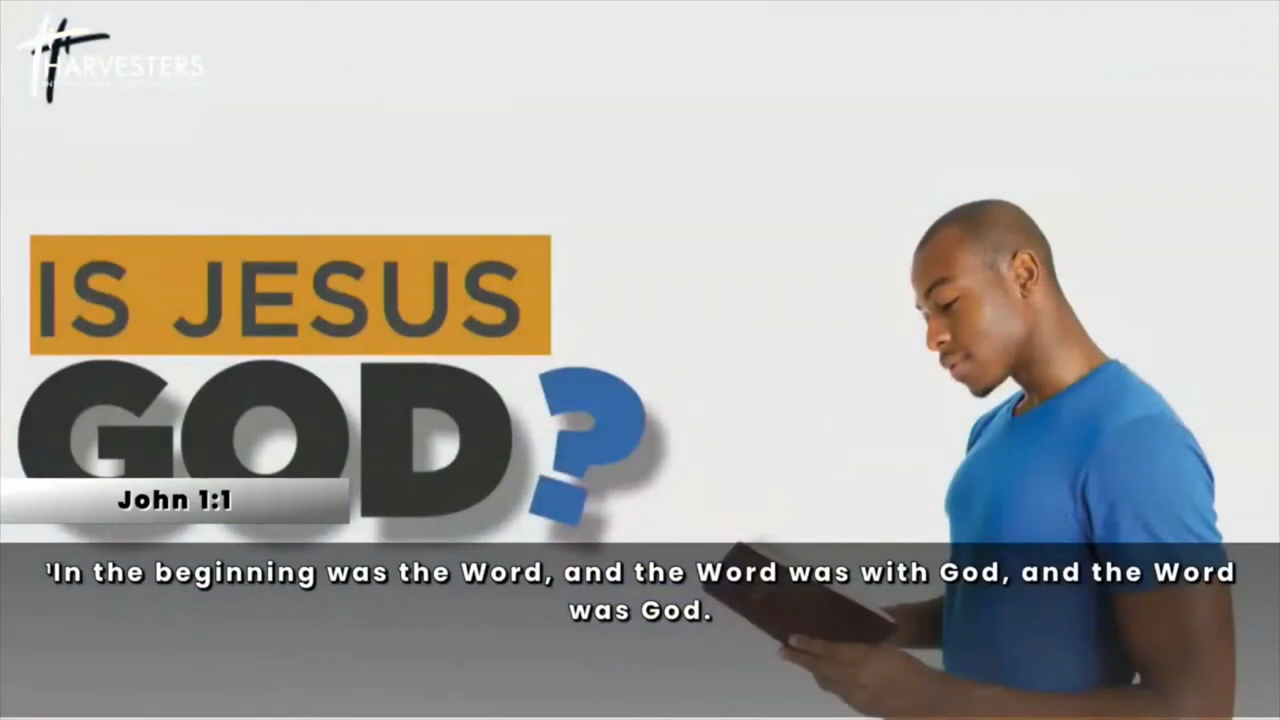 HARVESTERS
IS JESUS
GOD?
John 1:1
¹In the beginning was the Word, and the Word was with God, and the Word
was God.